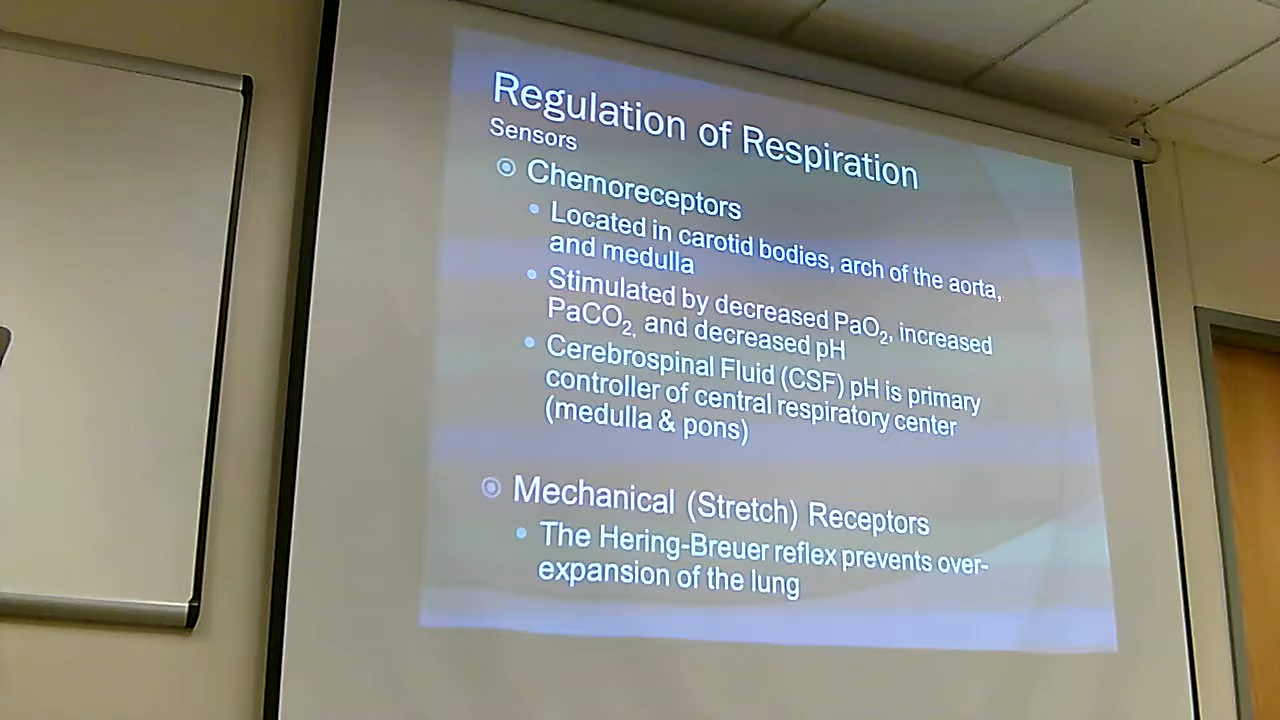 Regulation of Respiration
Sensors
Chemoreceptors
Located in carotid bodies, arch of the aorta,
and medulla
Stimulated by decreased PaO₂, increased
PaCO₂, and decreased pH
Cerebrospinal Fluid (CSF) pH is primary
controller of central respiratory center
(medulla & pons)
Mechanical (Stretch) Receptors
The Hering-Breuer reflex prevents over-
expansion of the lung